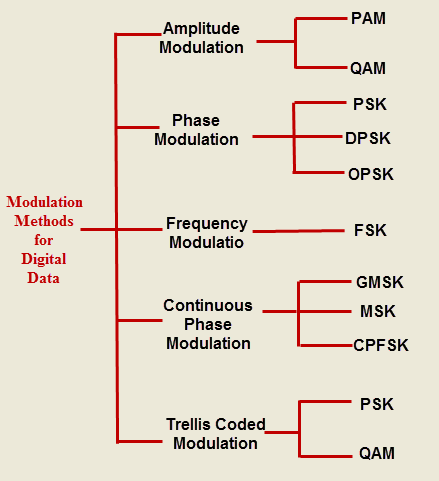 Modulation
Methods
for
Digital
Data
Amplitude
Modulation
PAM
QAM
Phase
Modulation
PSK
DPSK
OPSK
Frequency
Modulatio
FSK
Continuous
Phase
Modulation
GMSK
MSK
CPFSK
Trellis Coded
Modulation
PSK
QAM